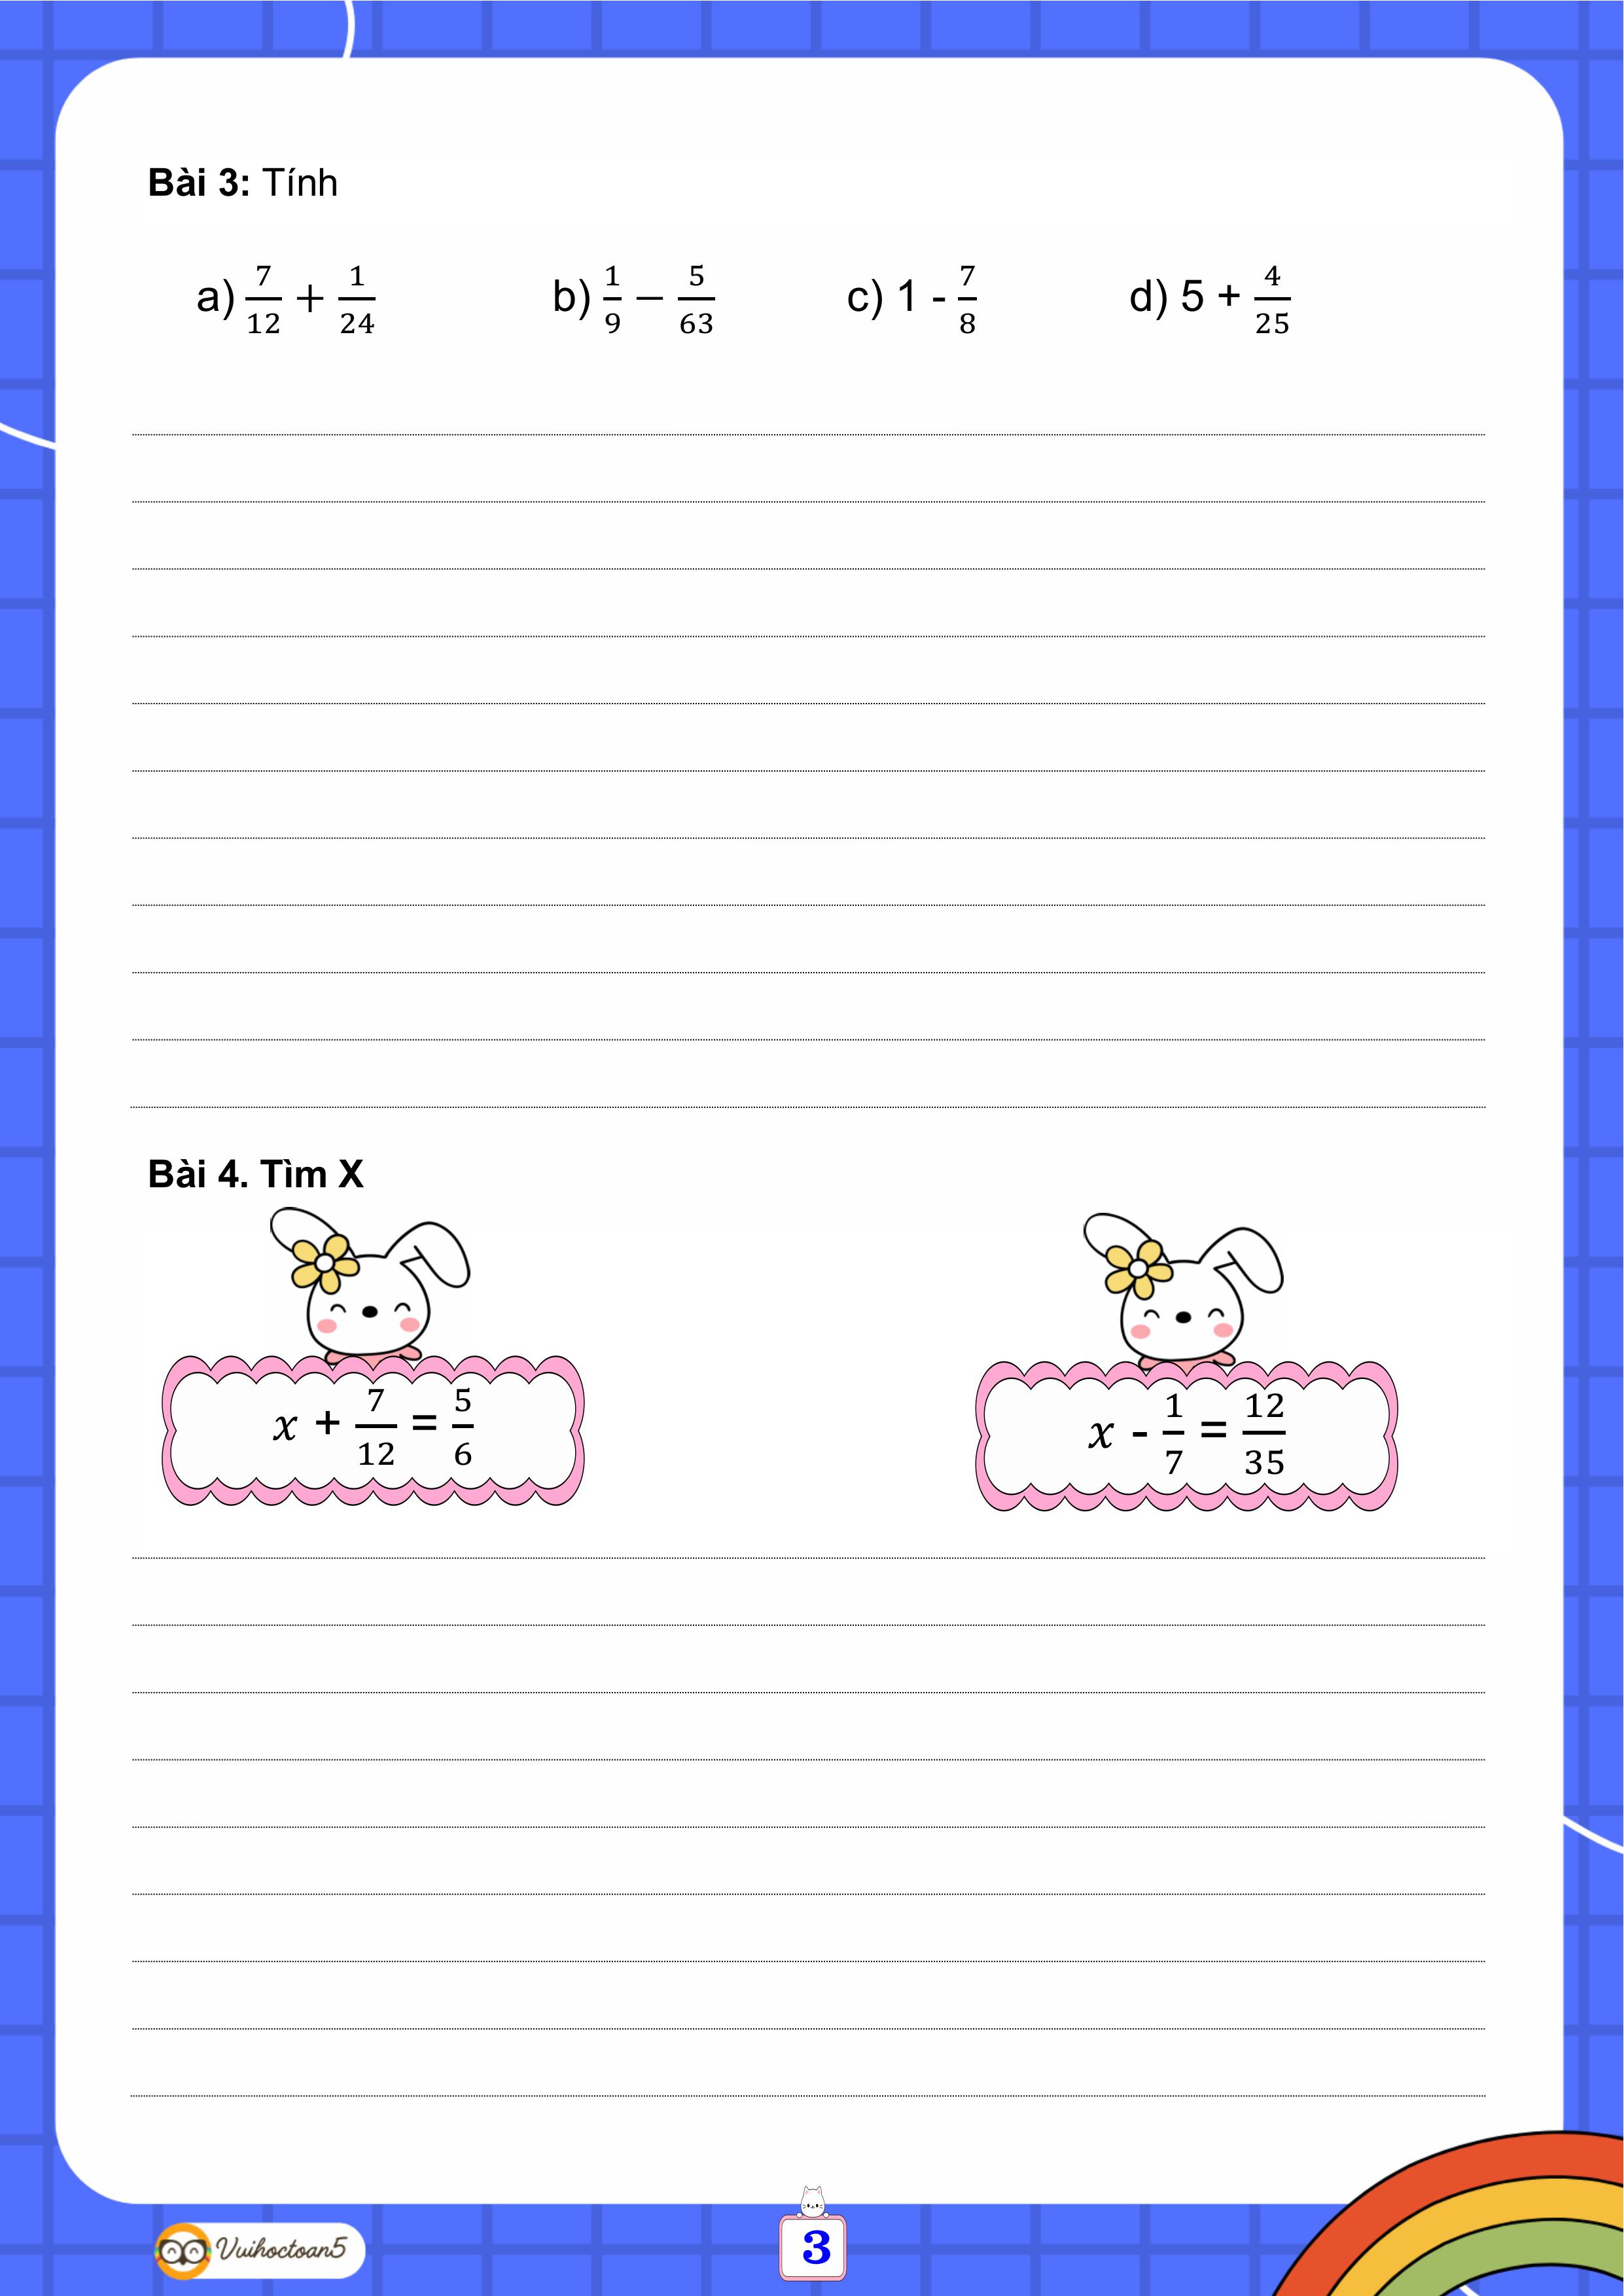 Bài 3: Tính
a) 7/12 + 1/24 b) 1/9 − 5/63 c) 1 - 7/8 d) 5 + 4/25
Bài 4. Tìm X
x + 7/12 = 5/6 x - 1/7 = 12/35
Vuihoctoan5
3